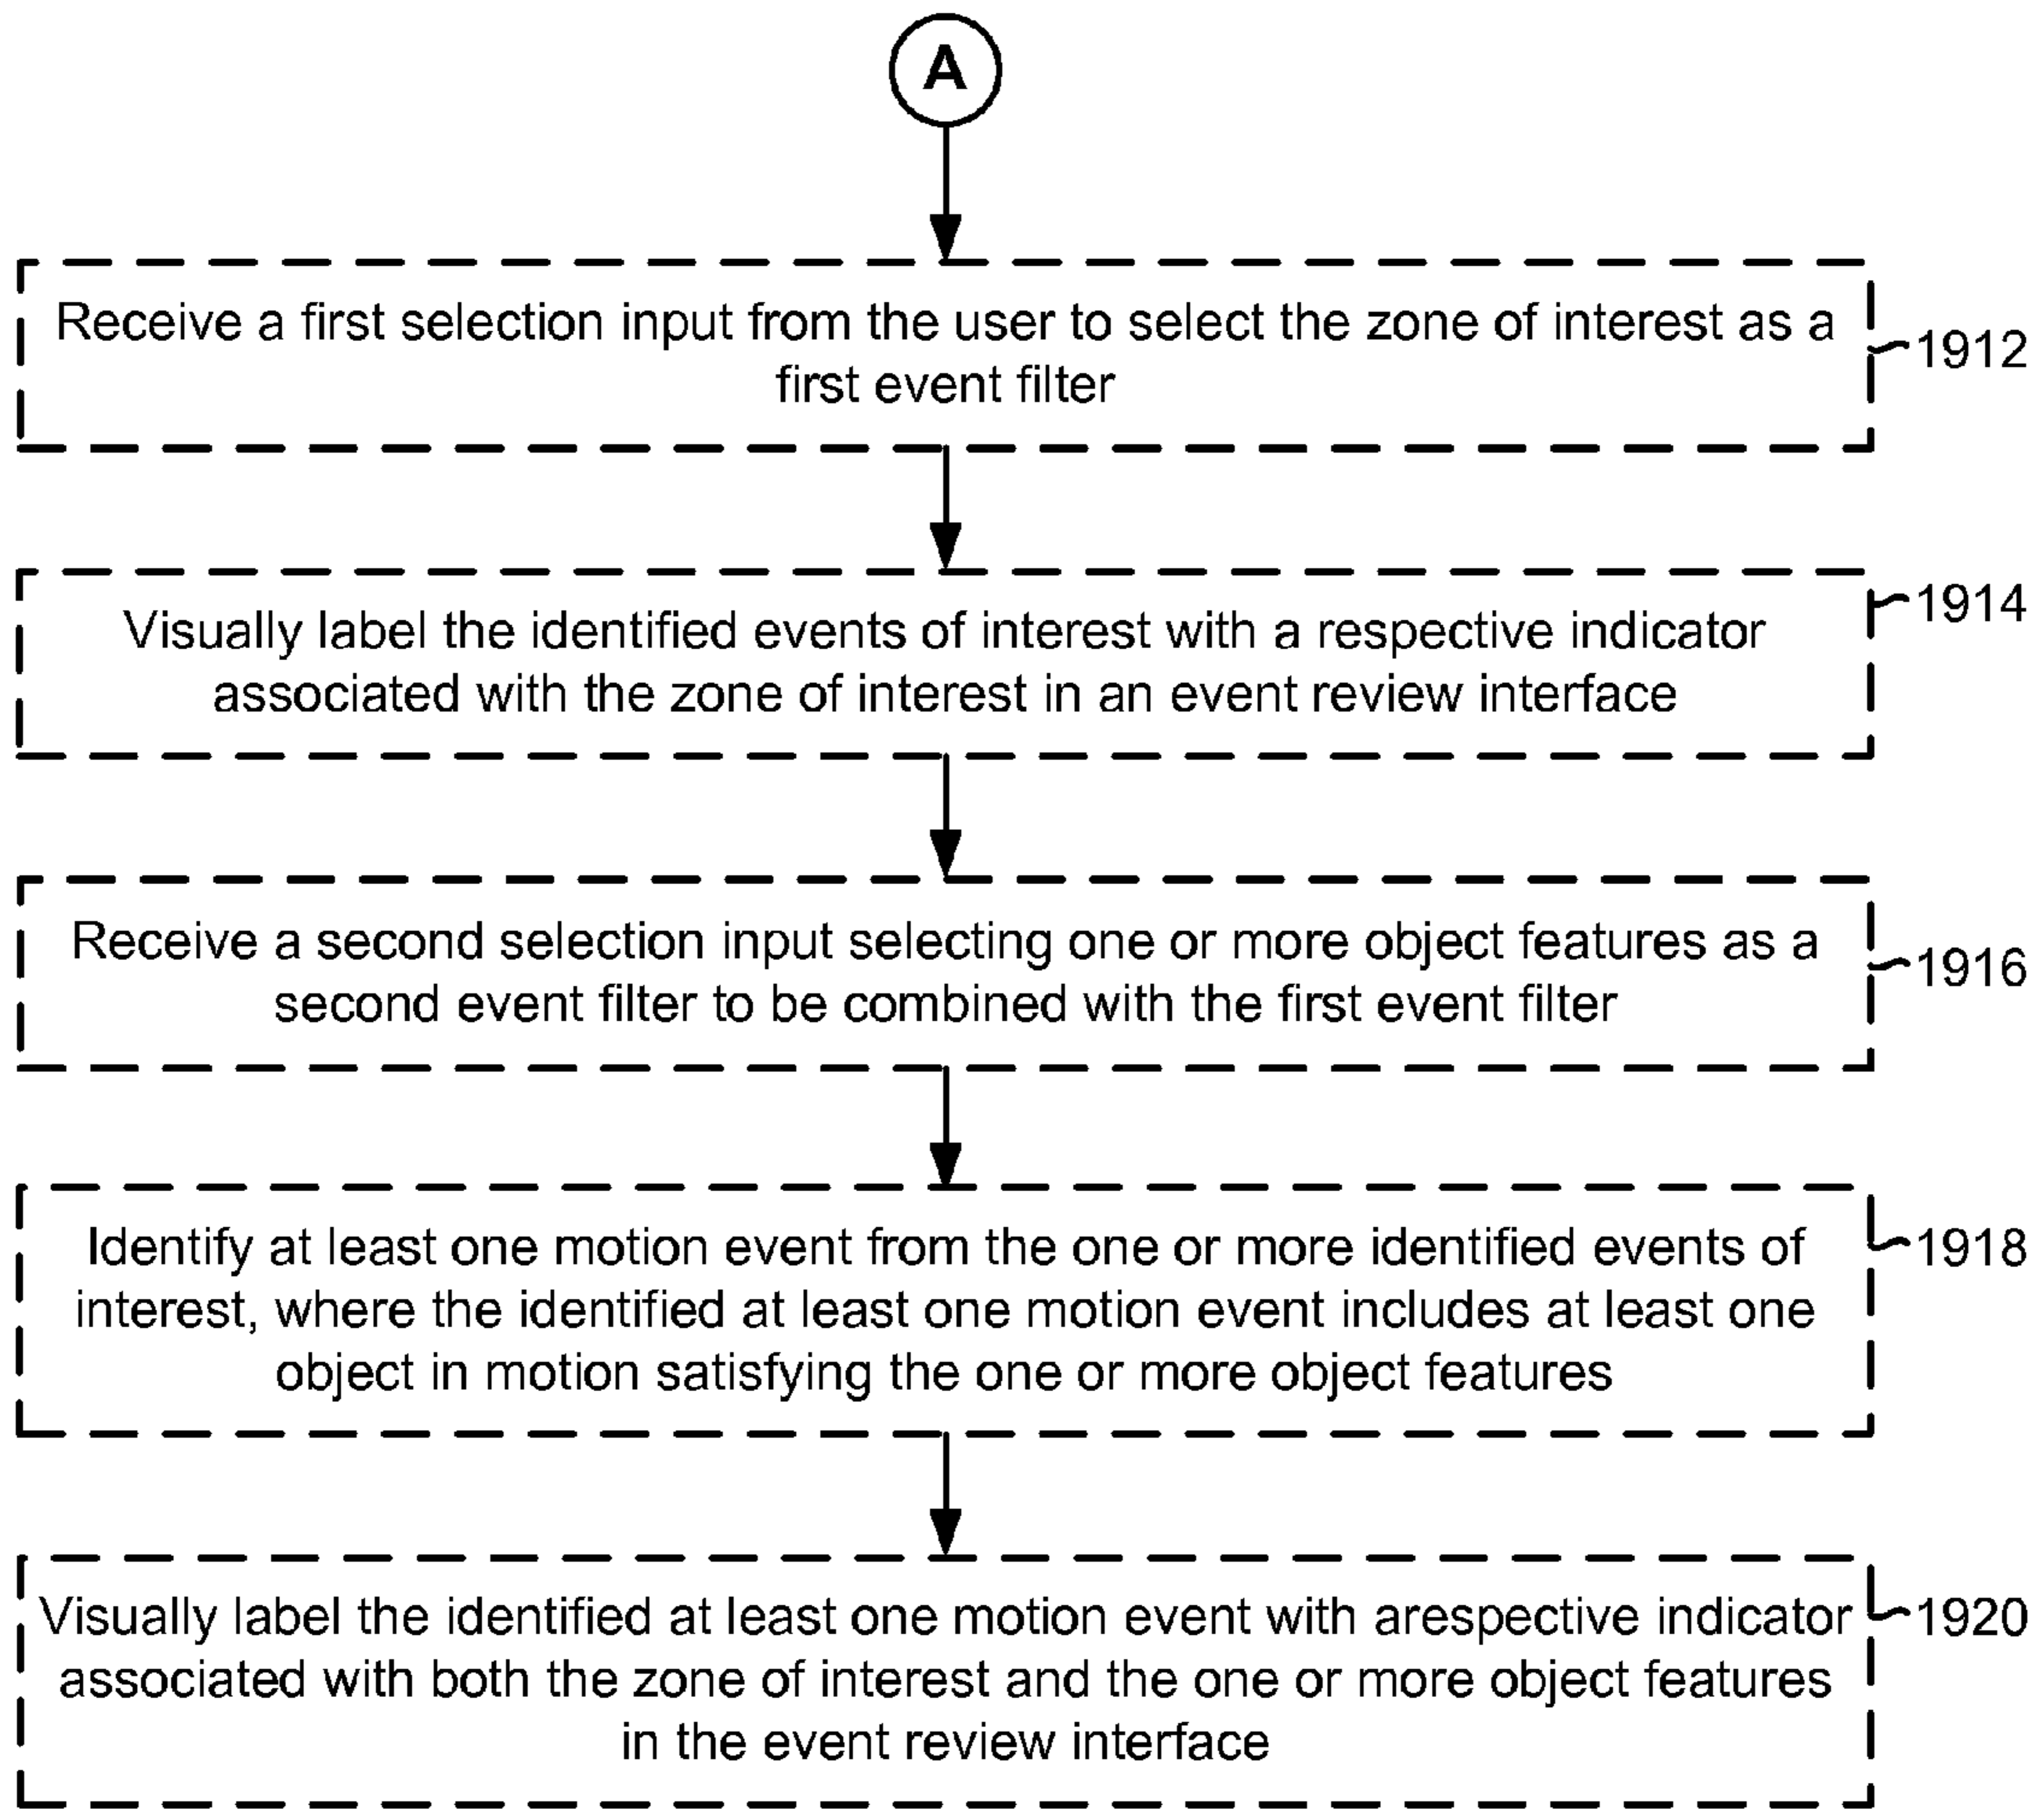 A
Receive a first selection input from the user to select the zone of interest as a
first event filter
1912
Visually label the identified events of interest with a respective indicator
associated with the zone of interest in an event review interface
1914
Receive a second selection input selecting one or more object features as a
second event filter to be combined with the first event filter
1916
Identify at least one motion event from the one or more identified events of
interest, where the identified at least one motion event includes at least one
object in motion satisfying the one or more object features
1918
Visually label the identified at least one motion event with arespective indicator
associated with both the zone of interest and the one or more object features
in the event review interface
1920